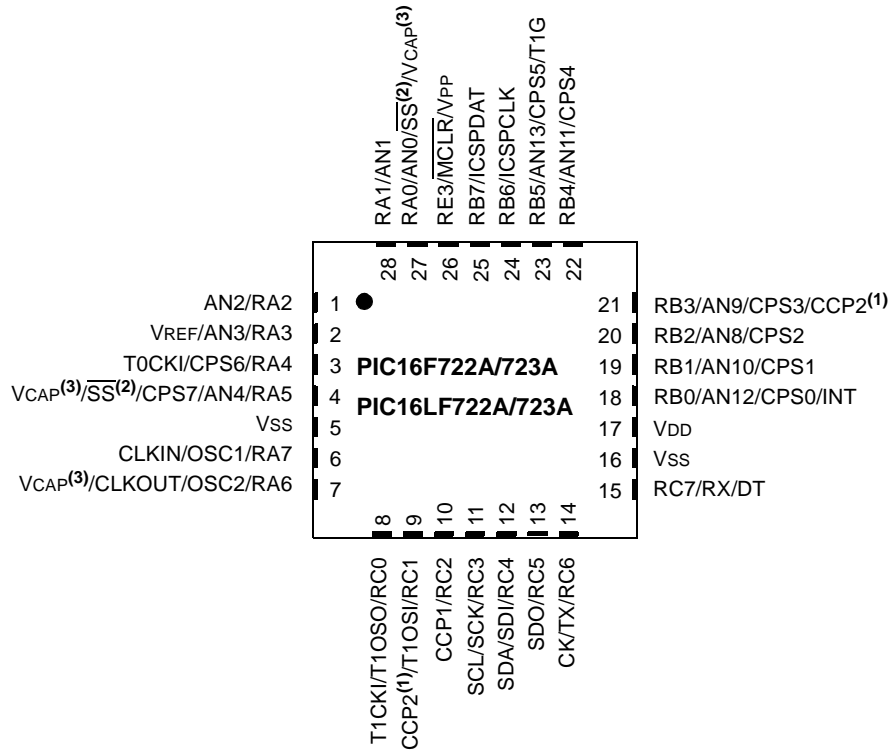 RA1/AN1
RA0/AN0/SS(2)/VCAP(3)
RE3/MCLR/VPP
RB7/ICSPDAT
RB6/ICSPCLK
RB5/AN13/CPS5/T1G
RB4/AN11/CPS4
28 27 26 25 24 23 22
AN2/RA2 1
VREF/AN3/RA3 2
T0CKI/CPS6/RA4 3
VCAP(3)/SS(2)/CPS7/AN4/RA5 4
VSS 5
CLKIN/OSC1/RA7 6
VCAP(3)/CLKOUT/OSC2/RA6 7
PIC16F722A/723A
PIC16LF722A/723A
21 RB3/AN9/CPS3/CCP2(1)
20 RB2/AN8/CPS2
19 RB1/AN10/CPS1
18 RB0/AN12/CPS0/INT
17 VDD
16 VSS
15 RC7/RX/DT
8 9 10 11 12 13 14
T1CKI/T1OSO/RC0
CCP2(1)/T1OSI/RC1
CCP1/RC2
SCL/SCK/RC3
SDA/SDI/RC4
SDO/RC5
CK/TX/RC6